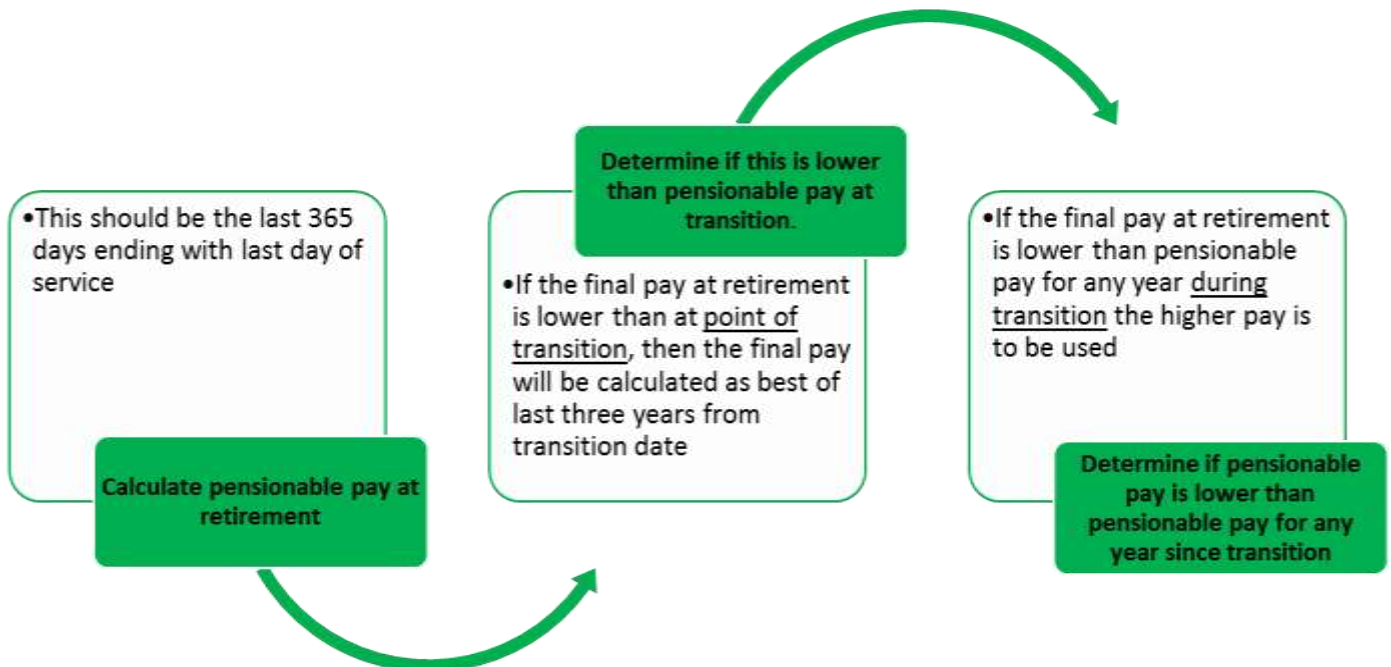 •This should be the last 365
days ending with last day of
service
Calculate pensionable pay at
retirement
Determine if this is lower
than pensionable pay at
transition.
•If the final pay at retirement
is lower than at point of
transition, then the final pay
will be calculated as best of
last three years from
transition date
•If the final pay at retirement
is lower than pensionable
pay for any year during
transition the higher pay is
to be used
Determine if pensionable
pay is lower than
pensionable pay for any
year since transition